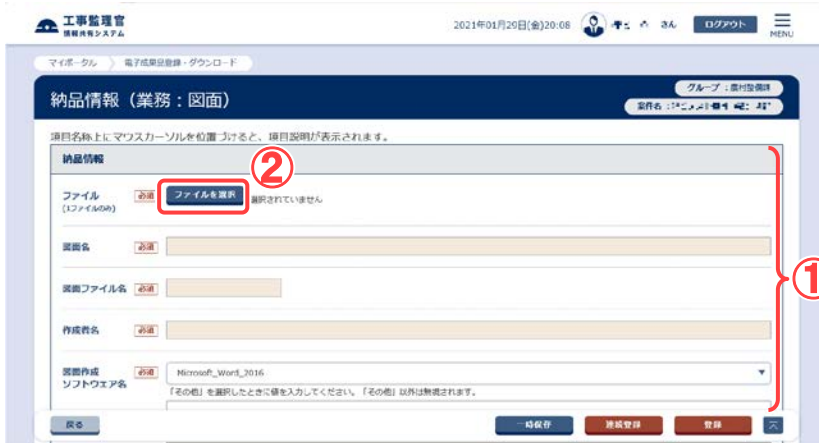 工事監理官
情報共有システム
2021年01月29日(金)20:08
さん
ログアウト
MENU
マイポータル
電子成果品登録・ダウンロード
納品情報（業務：図面）
グループ：農村整備課
案件名：
項目名称上にマウスカーソルを位置づけると、項目説明が表示されます。
納品情報
②
ファイル
(1ファイルのみ)
必須
ファイルを選択
選択されていません
図面名
必須
図面ファイル名
必須
①
作成者名
必須
図面作成
ソフトウェア名
必須
Microsoft_Word_2016
「その他」を選択したときに値を入力してください。「その他」以外は無視されます。
戻る
一時保存
連続登録
登録